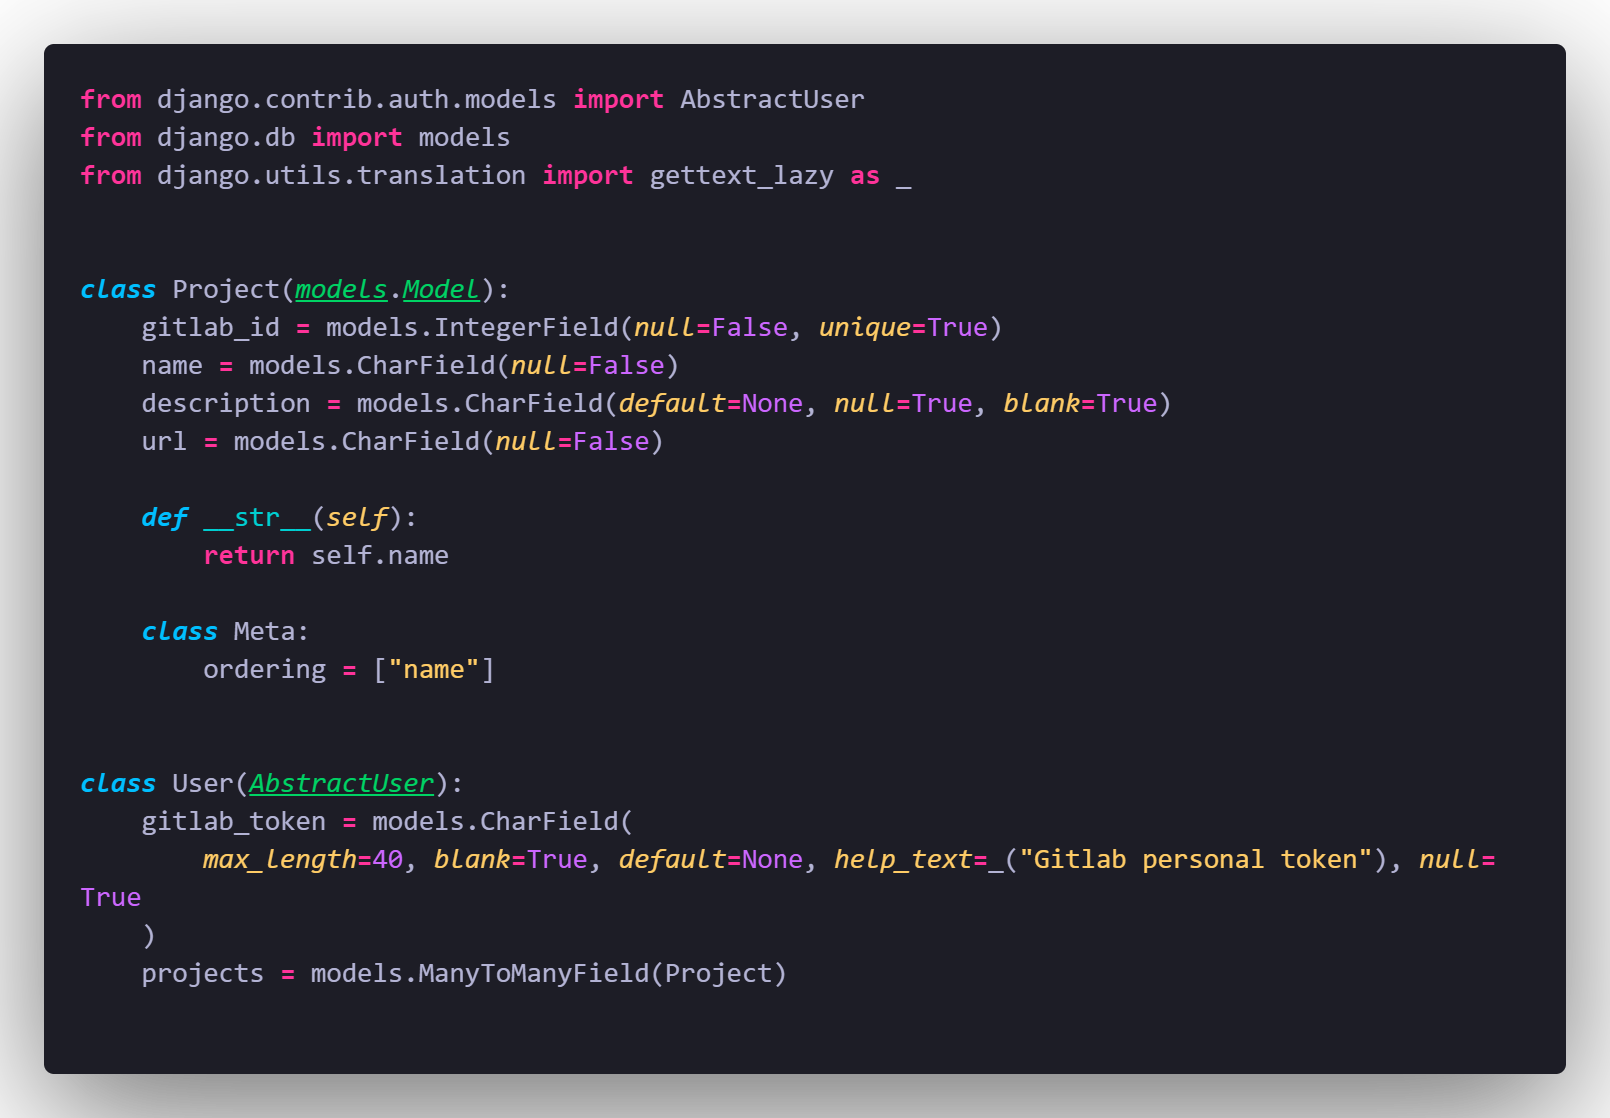 from django.contrib.auth.models import AbstractUser
from django.db import models
from django.utils.translation import gettext_lazy as _
class Project(models.Model):
    gitlab_id = models.IntegerField(null=False, unique=True)
    name = models.CharField(null=False)
    description = models.CharField(default=None, null=True, blank=True)
    url = models.CharField(null=False)
    def __str__(self):
        return self.name
    class Meta:
        ordering = ["name"]
class User(AbstractUser):
    gitlab_token = models.CharField(
        max_length=40, blank=True, default=None, help_text=_("Gitlab personal token"), null=
True
    )
    projects = models.ManyToManyField(Project)